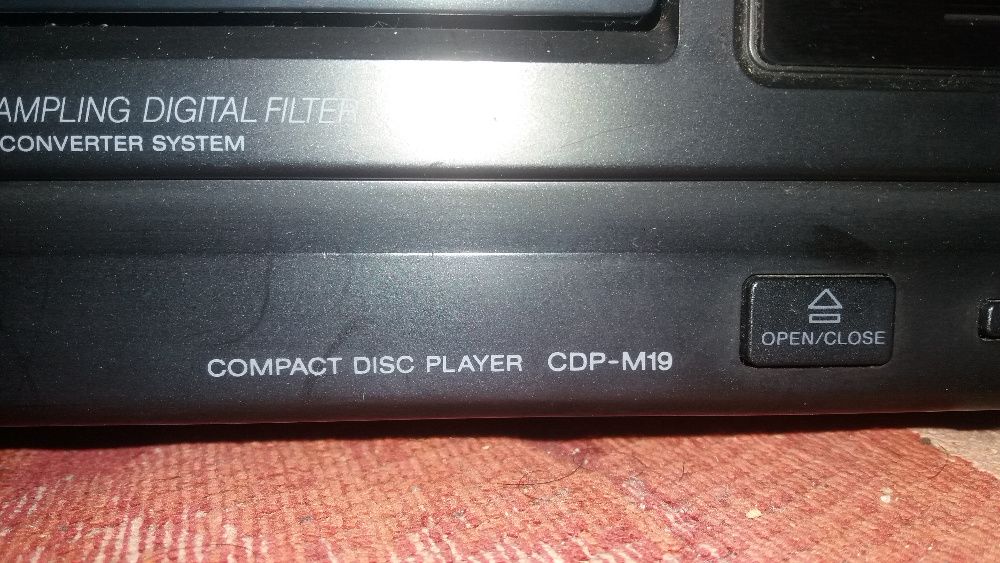 AMPLING DIGITAL FILTER
CONVERTER SYSTEM
OPEN/CLOSE
COMPACT DISC PLAYER CDP-M19